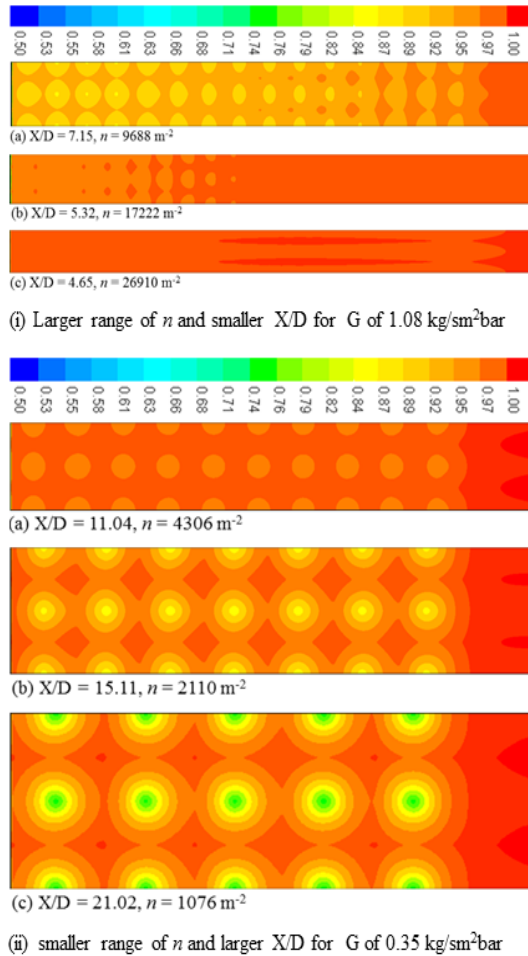 0.50 0.53 0.55 0.58 0.61 0.63 0.66 0.68 0.71 0.74 0.76 0.79 0.82 0.84 0.87 0.89 0.92 0.95 0.97 1.00
(a) X/D = 7.15, n = 9688 m-2
(b) X/D = 5.32, n = 17222 m-2
(c) X/D = 4.65, n = 26910 m-2
(i) Larger range of n and smaller X/D for G of 1.08 kg/sm²bar
0.50 0.53 0.55 0.58 0.61 0.63 0.66 0.68 0.71 0.74 0.76 0.79 0.82 0.84 0.87 0.89 0.92 0.95 0.97 1.00
(a) X/D = 11.04, n = 4306 m-2
(b) X/D = 15.11, n = 2110 m-2
(c) X/D = 21.02, n = 1076 m-2
(ii) smaller range of n and larger X/D for G of 0.35 kg/sm²bar